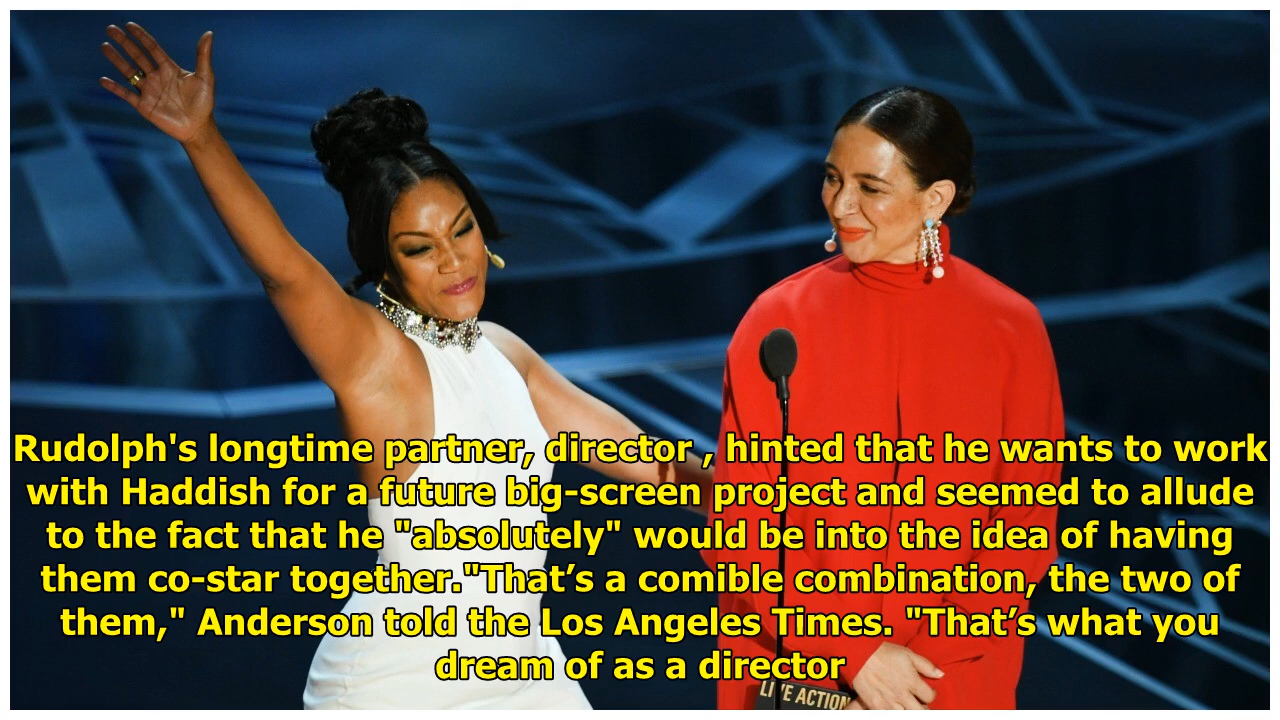 Rudolph's longtime partner, director , hinted that he wants to work
with Haddish for a future big-screen project and seemed to allude
to the fact that he "absolutely" would be into the idea of having
them co-star together."That’s a comible combination, the two of
them," Anderson told the Los Angeles Times. "That’s what you
dream of as a director
LIVE ACTION